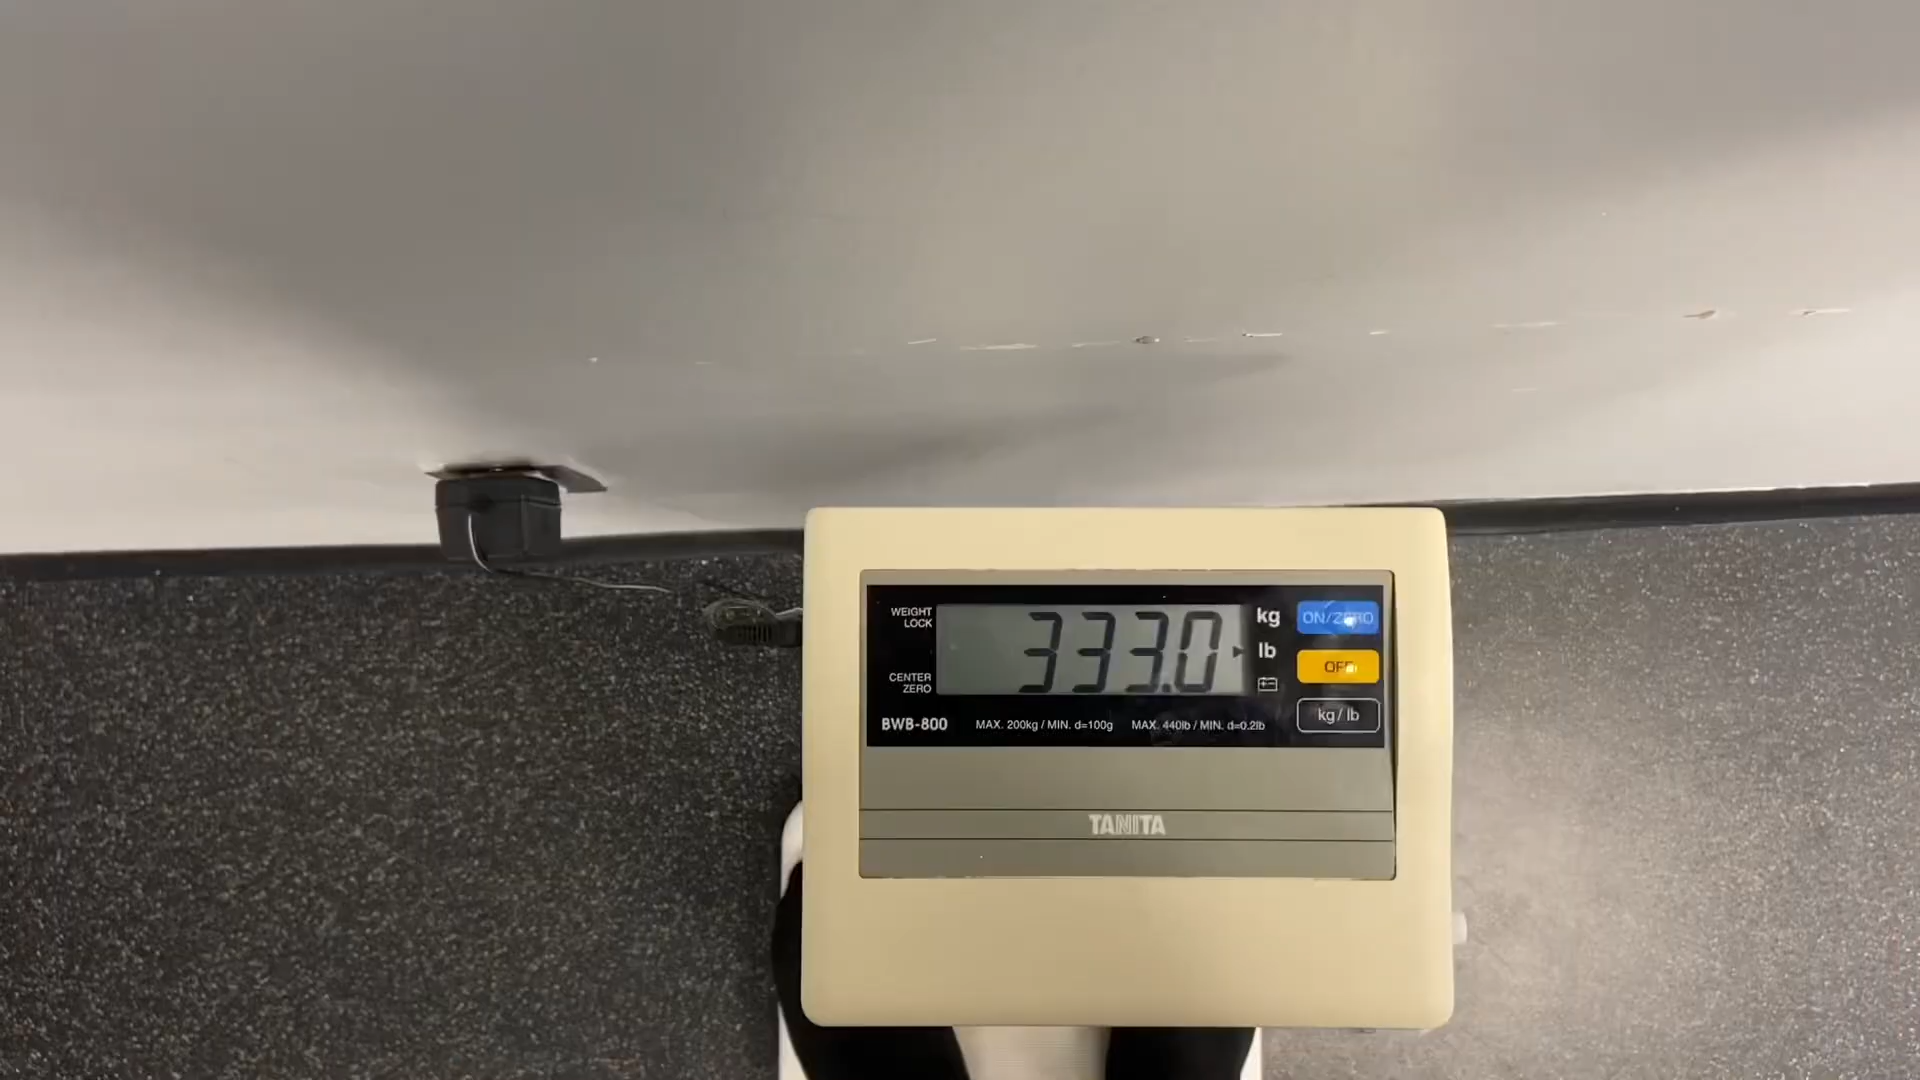 WEIGHT
LOCK
333.0
kg
lb
CENTER
ZERO
ON/ZERO
OFF
kg/lb
BWB-800
MAX. 200kg / MIN. d=100g
MAX. 440lb / MIN. d=0.2lb
TANITA